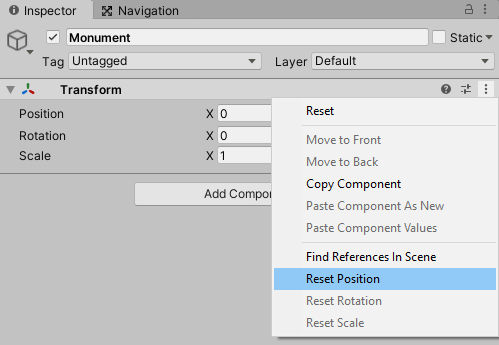 Inspector Navigation
Monument Static
Tag Untagged Layer Default
Transform
Position X 0
Rotation X 0
Scale X 1
Add Compone
Reset
Move to Front
Move to Back
Copy Component
Paste Component As New
Paste Component Values
Find References In Scene
Reset Position
Reset Rotation
Reset Scale